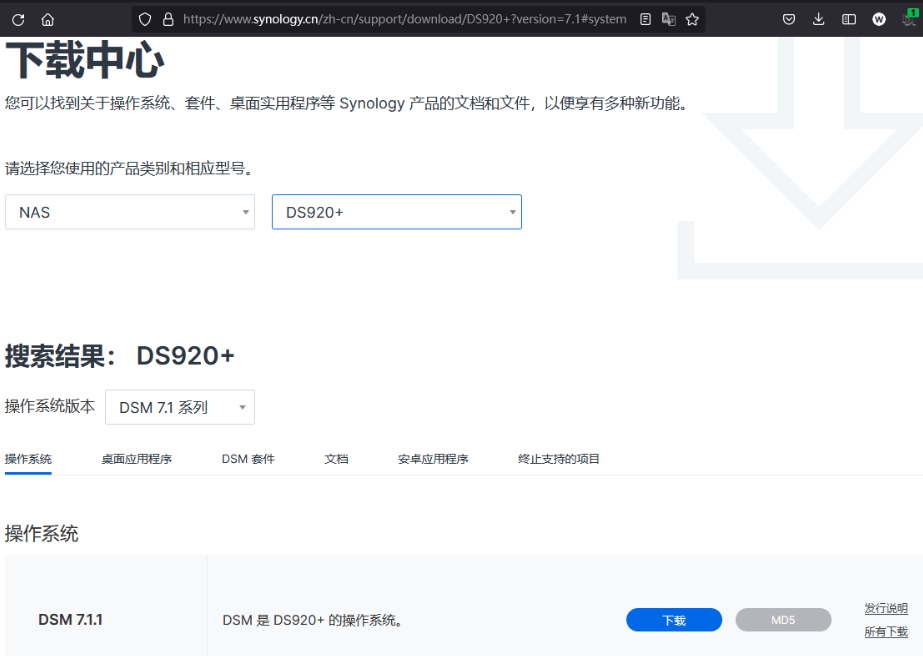 https://www.synology.cn/zh-cn/support/download/DS920+?version=7.1#system
W
1
下载中心
您可以找到关于操作系统、套件、桌面实用程序等 Synology 产品的文档和文件，以便享有多种新功能。
请选择您使用的产品类别和相应型号。
NAS DS920+
搜索结果： DS920+
操作系统版本 DSM 7.1 系列
操作系统 桌面应用程序 DSM 套件 文档 安卓应用程序 终止支持的项目
操作系统
DSM 7.1.1 DSM 是 DS920+ 的操作系统。 下载 MD5 发行说明
所有下载